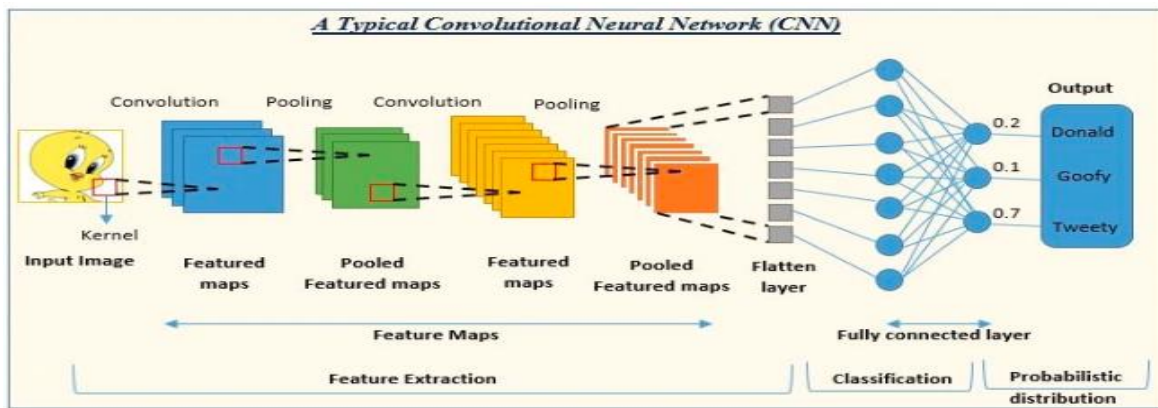 A Typical Convolutional Neural Network (CNN)
Convolution
Pooling
Convolution
Pooling
Output
0.2
Donald
0.1
Goofy
0.7
Tweety
Kernel
Input Image
Featured
maps
Pooled
Featured maps
Featured
maps
Pooled
Featured maps
Flatten
layer
Feature Maps
Fully connected layer
Feature Extraction
Classification
Probabilistic
distribution